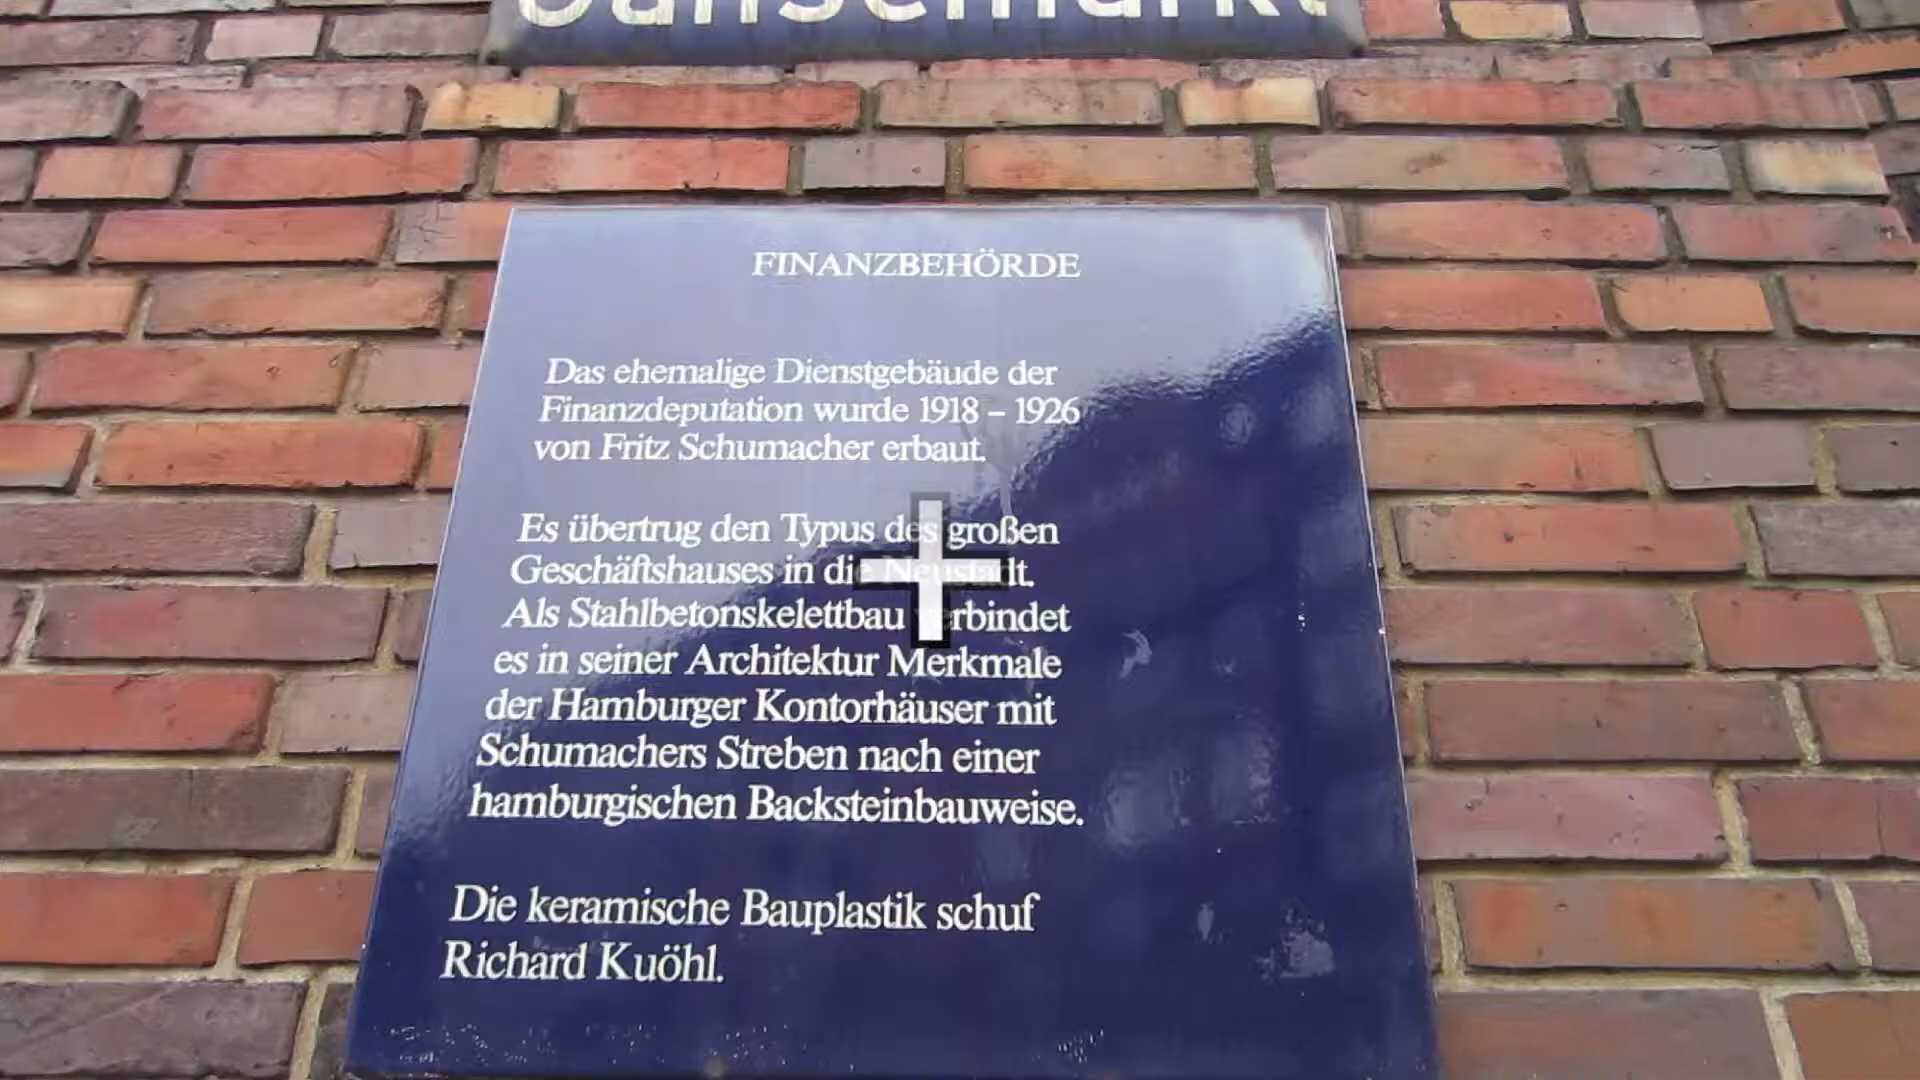 Gänsemarkt
FINANZBEHÖRDE
Das ehemalige Dienstgebäude der
Finanzdeputation wurde 1918 – 1926
von Fritz Schumacher erbaut.
Es übertrug den Typus des großen
Geschäftshauses in die Neustadt.
Als Stahlbetonskelettbau verbindet
es in seiner Architektur Merkmale
der Hamburger Kontorhäuser mit
Schumachers Streben nach einer
hamburgischen Backsteinbauweise.
Die keramische Bauplastik schuf
Richard Kuöhl.